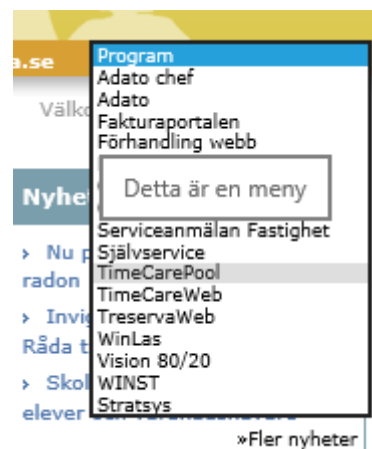 a.se
Program
Adato chef
Adato
Fakturaportalen
Förhandling webb
Detta är en meny
Serviceanmälan Fastighet
Självservice
TimeCarePool
TimeCareWeb
TreservaWeb
WinLas
Vision 80/20
WINST
Stratsys
Välko
Nyhe
› Nu p
radon
› Invig
Råda t
› Skol
elever
»Fler nyheter